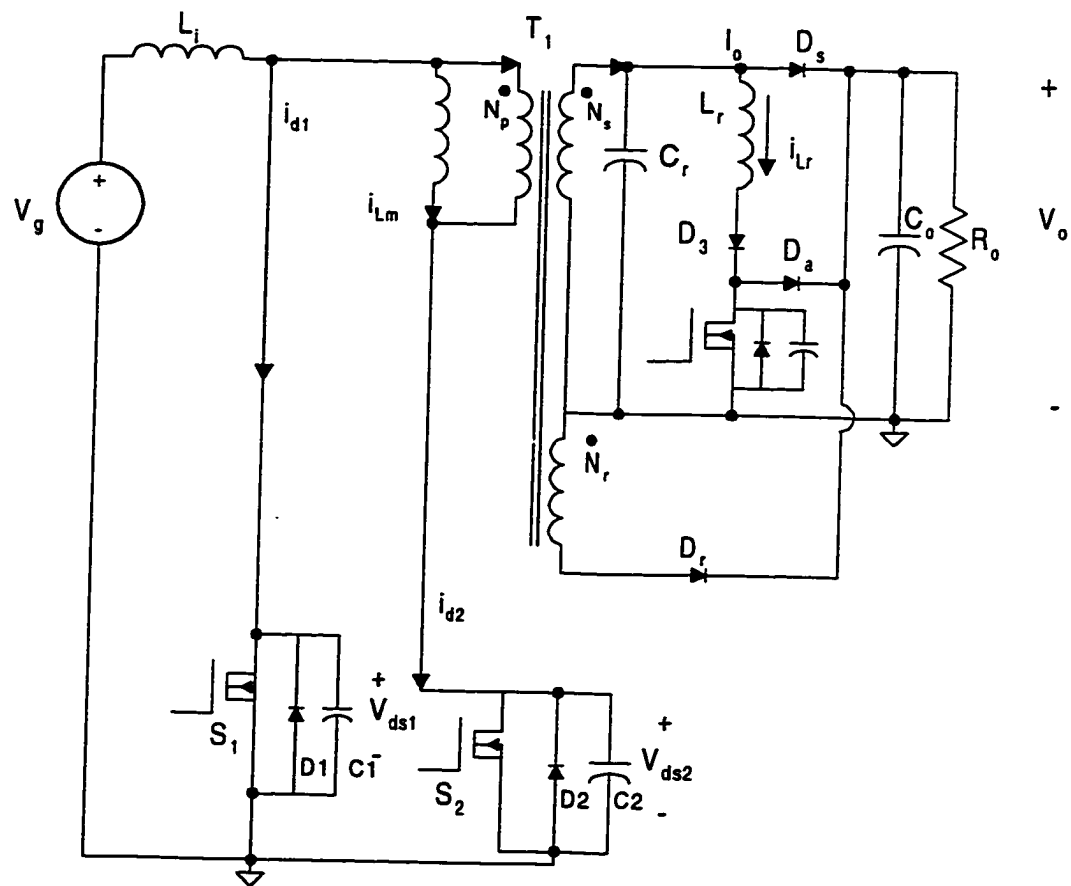 L_i
T_1
I_o
D_s
+
i_d1
N_p
N_s
L_r
C_r
i_Lr
+
V_g
-
i_Lm
D_3
D_a
C_o
R_o
V_o
-
N_r
D_r
i_d2
+
V_ds1
S_1
D1
C1
-
+
V_ds2
S_2
D2
C2
-